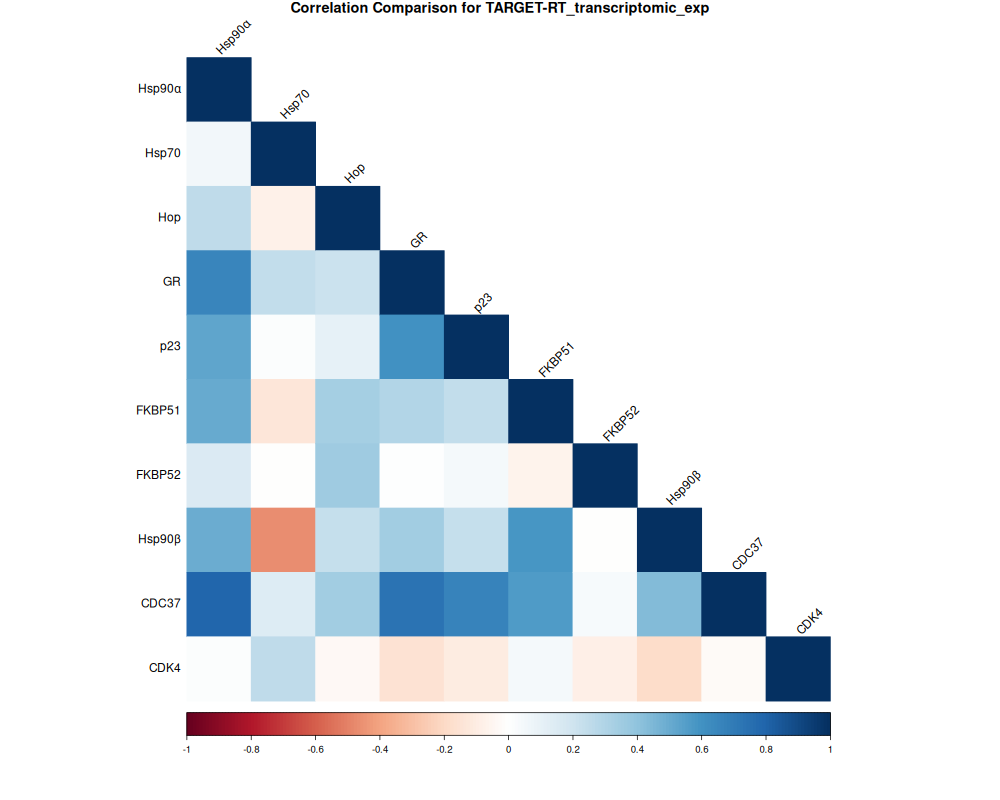 Correlation Comparison for TARGET-RT_transcriptomic_exp
Hsp90α
Hsp90α
Hsp70
Hsp70
Hop
Hop
GR
GR
p23
p23
FKBP51
FKBP51
FKBP52
FKBP52
Hsp90β
Hsp90β
CDC37
CDC37
CDK4
CDK4
-1 -0.8 -0.6 -0.4 -0.2 0 0.2 0.4 0.6 0.8 1